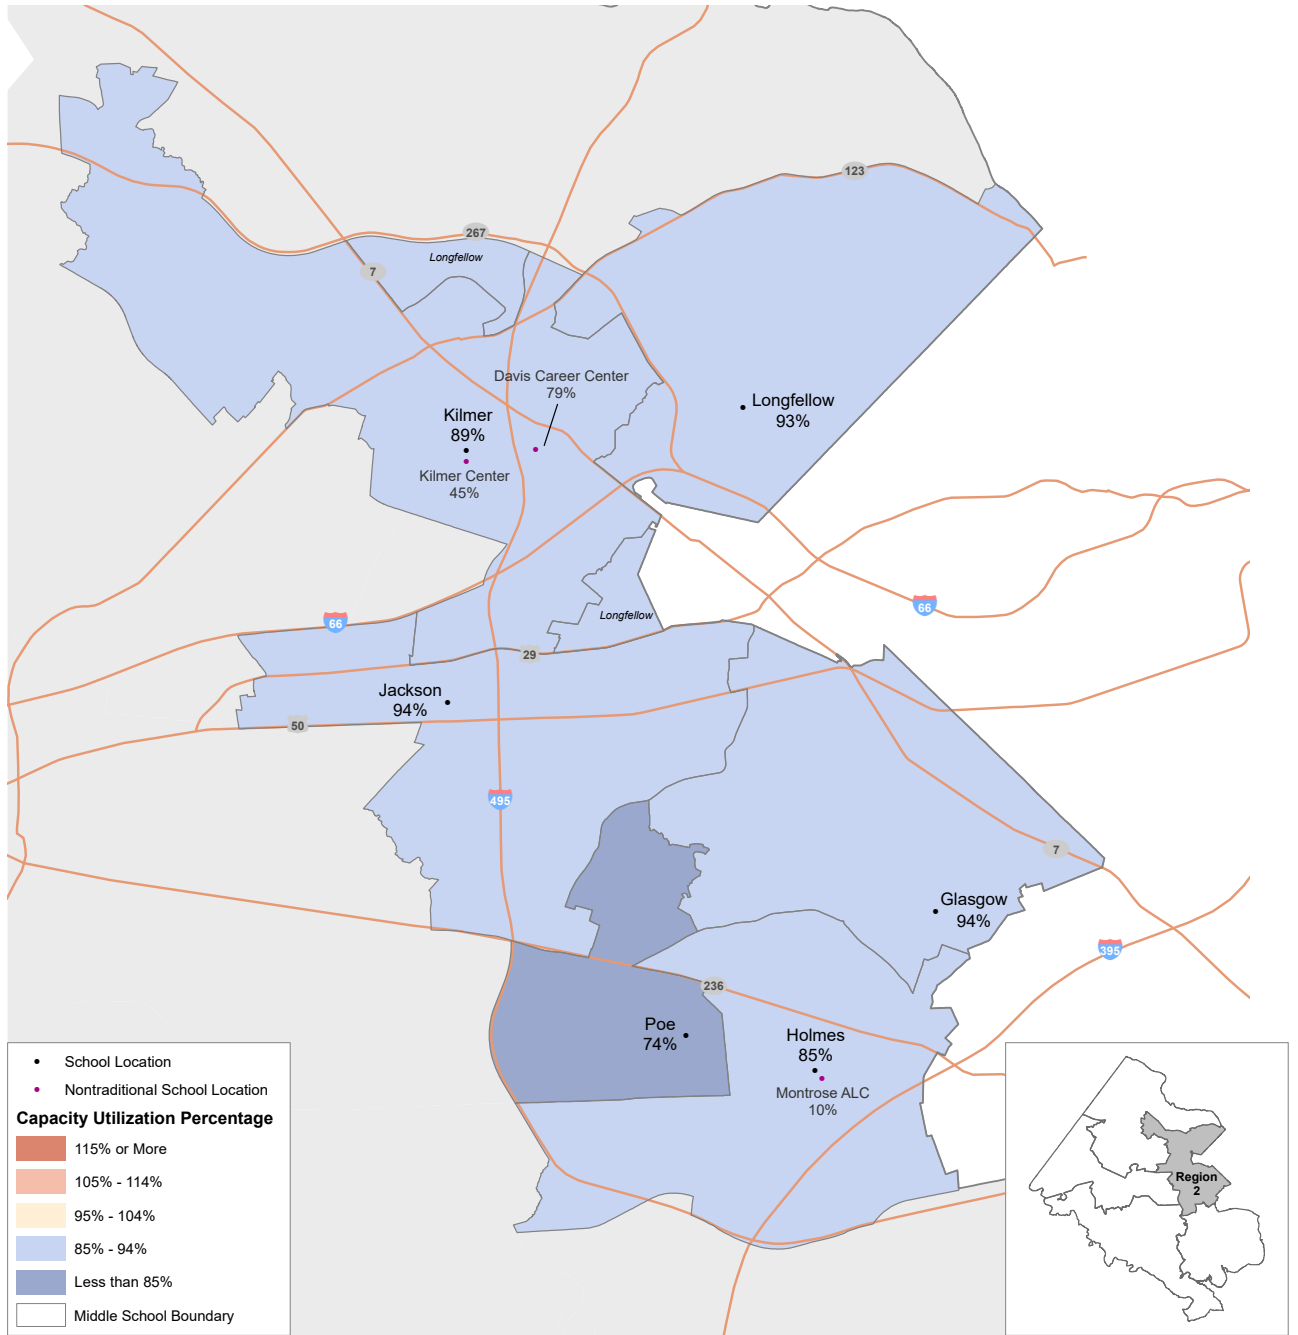 123
267
Longfellow
7
Davis Career Center
79%
Longfellow
93%
Kilmer
89%
Kilmer Center
45%
66
66
Longfellow
29
Jackson
94%
50
495
7
Glasgow
94%
395
236
Poe
74%
Holmes
85%
Montrose ALC
10%
School Location
Nontraditional School Location
Capacity Utilization Percentage
115% or More
105% - 114%
95% - 104%
85% - 94%
Less than 85%
Middle School Boundary
Region
2